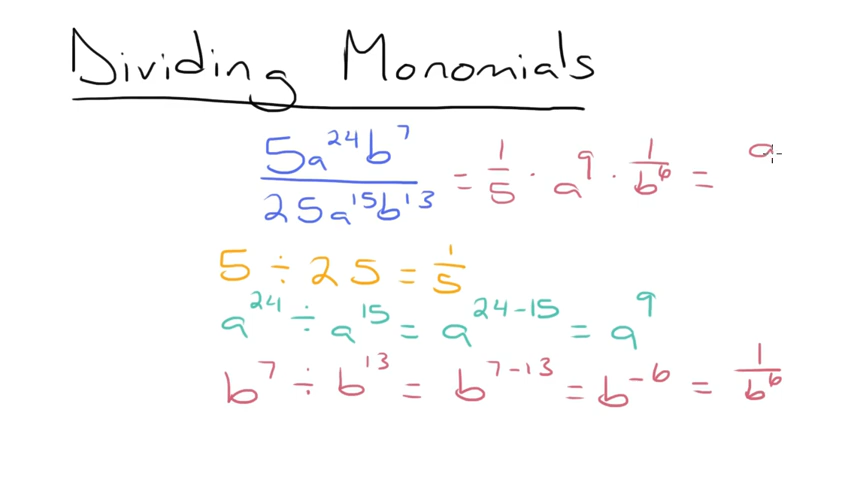 Dividing Monomials
5a^24b^7 / 25a^15b^13 = 1/5 · a^9 · 1/b^6 = a
5 ÷ 25 = 1/5
a^24 ÷ a^15 = a^24-15 = a^9
b^7 ÷ b^13 = b^7-13 = b^-6 = 1/b^6